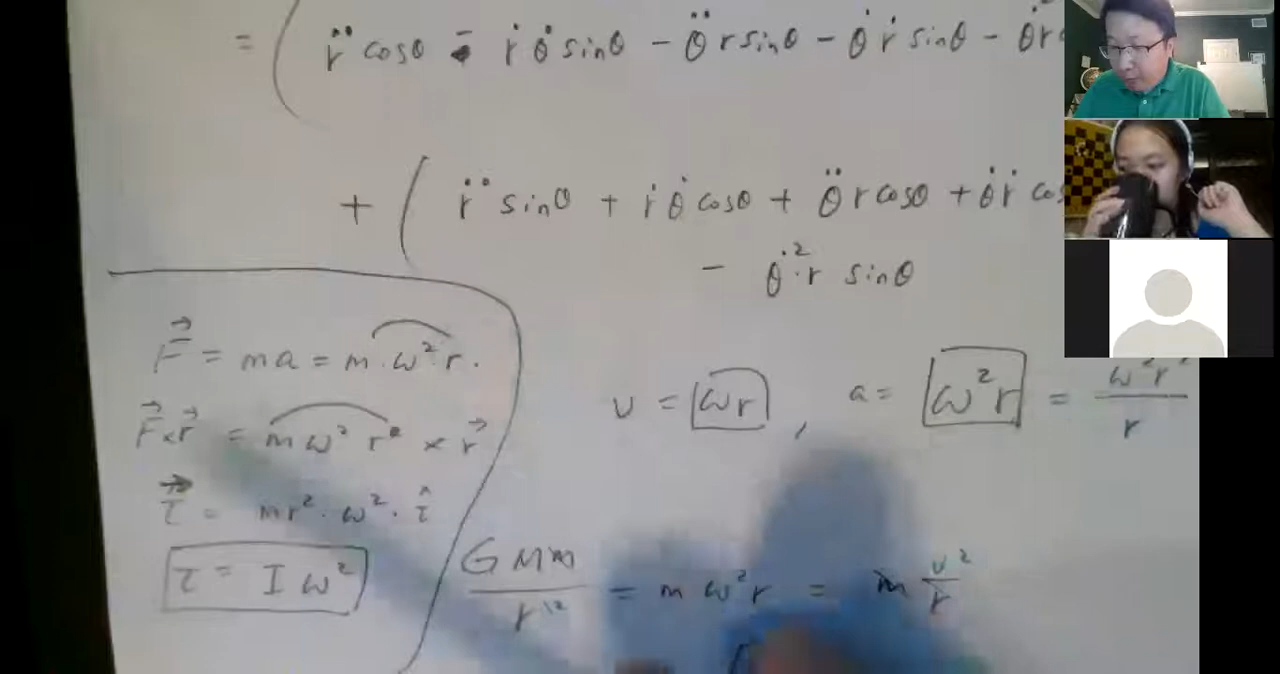 = ( r̈ cosθ - ṙ θ̇ sinθ - θ̈ r sinθ - θ̇ ṙ sinθ - θ̇ r
+ ( r̈ sinθ + ṙ θ̇ cosθ + θ̈ r cosθ + θ̇ ṙ cos
- θ̇² · r sinθ
F⃗ = ma = m · ω² · r.
v = ωr , a = ω²r = ω²r² / r
r⃗ × r⃗ = m ω² r × r⃗
τ⃗ = mr² · ω² · τ̂
τ = I ω²
GMm / r² = m ω² r = m v² / r